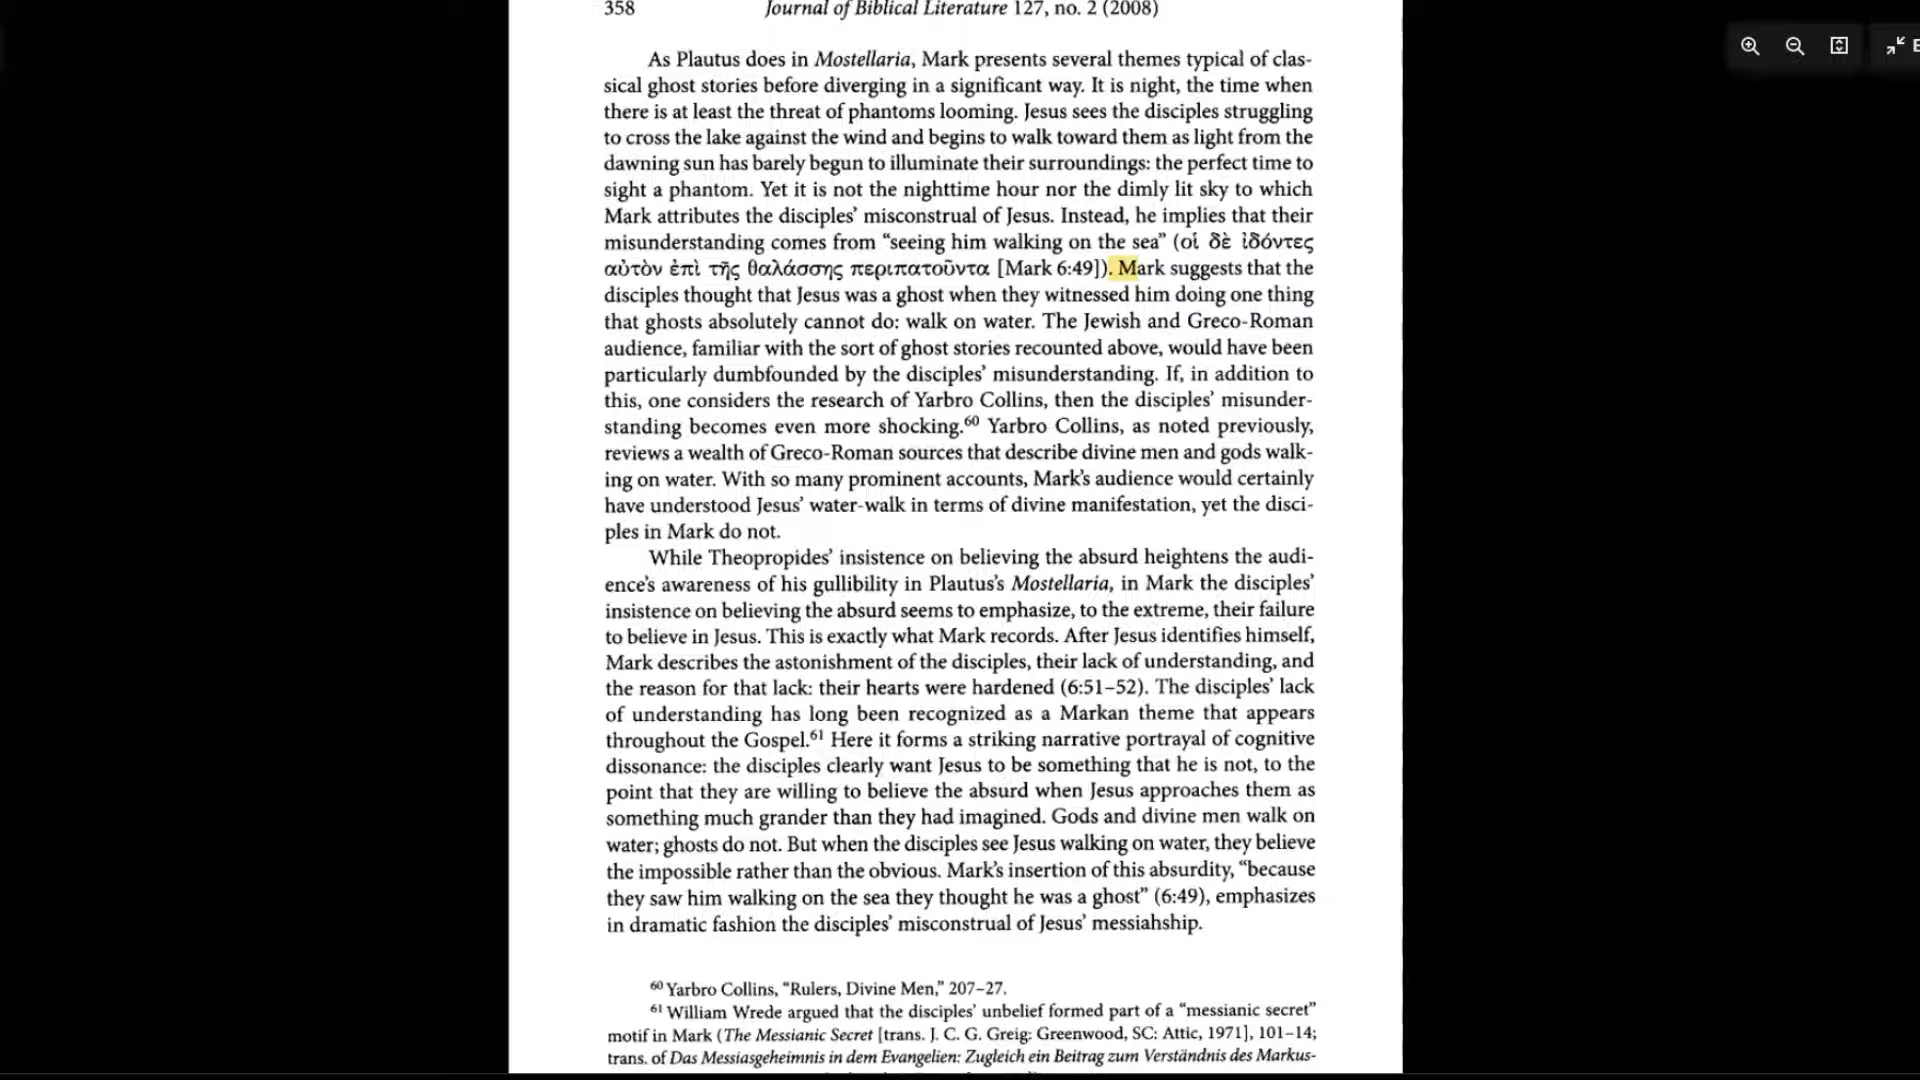 358 Journal of Biblical Literature 127, no. 2 (2008)
As Plautus does in Mostellaria, Mark presents several themes typical of clas-
sical ghost stories before diverging in a significant way. It is night, the time when
there is at least the threat of phantoms looming. Jesus sees the disciples struggling
to cross the lake against the wind and begins to walk toward them as light from the
dawning sun has barely begun to illuminate their surroundings: the perfect time to
sight a phantom. Yet it is not the nighttime hour nor the dimly lit sky to which
Mark attributes the disciples’ misconstrual of Jesus. Instead, he implies that their
misunderstanding comes from “seeing him walking on the sea” (οἱ δὲ ἰδόντες
αὐτὸν ἐπὶ τῆς θαλάσσης περιπατοῦντα [Mark 6:49]). Mark suggests that the
disciples thought that Jesus was a ghost when they witnessed him doing one thing
that ghosts absolutely cannot do: walk on water. The Jewish and Greco-Roman
audience, familiar with the sort of ghost stories recounted above, would have been
particularly dumbfounded by the disciples’ misunderstanding. If, in addition to
this, one considers the research of Yarbro Collins, then the disciples’ misunder-
standing becomes even more shocking.⁶⁰ Yarbro Collins, as noted previously,
reviews a wealth of Greco-Roman sources that describe divine men and gods walk-
ing on water. With so many prominent accounts, Mark’s audience would certainly
have understood Jesus’ water-walk in terms of divine manifestation, yet the disci-
ples in Mark do not.
While Theopropides’ insistence on believing the absurd heightens the audi-
ence’s awareness of his gullibility in Plautus’s Mostellaria, in Mark the disciples’
insistence on believing the absurd seems to emphasize, to the extreme, their failure
to believe in Jesus. This is exactly what Mark records. After Jesus identifies himself,
Mark describes the astonishment of the disciples, their lack of understanding, and
the reason for that lack: their hearts were hardened (6:51–52). The disciples’ lack
of understanding has long been recognized as a Markan theme that appears
throughout the Gospel.⁶¹ Here it forms a striking narrative portrayal of cognitive
dissonance: the disciples clearly want Jesus to be something that he is not, to the
point that they are willing to believe the absurd when Jesus approaches them as
something much grander than they had imagined. Gods and divine men walk on
water; ghosts do not. But when the disciples see Jesus walking on water, they believe
the impossible rather than the obvious. Mark’s insertion of this absurdity, “because
they saw him walking on the sea they thought he was a ghost” (6:49), emphasizes
in dramatic fashion the disciples’ misconstrual of Jesus’ messiahship.
⁶⁰ Yarbro Collins, “Rulers, Divine Men,” 207–27.
⁶¹ William Wrede argued that the disciples’ unbelief formed part of a “messianic secret”
motif in Mark (The Messianic Secret [trans. J. C. G. Greig: Greenwood, SC: Attic, 1971], 101–14;
trans. of Das Messiasgeheimnis in dem Evangelien: Zugleich ein Beitrag zum Verständnis des Markus-